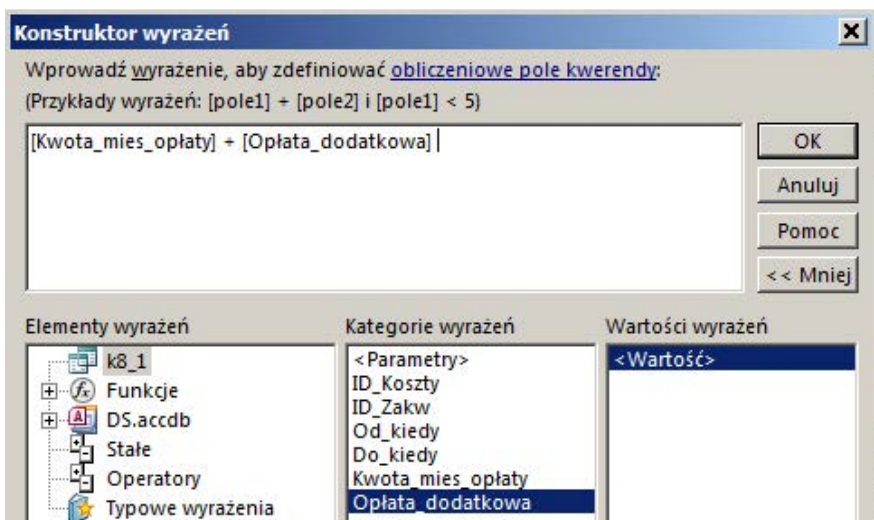 Konstruktor wyrażeń
Wprowadź wyrażenie, aby zdefiniować obliczeniowe pole kwerendy:
(Przykłady wyrażeń: [pole1] + [pole2] i [pole1] < 5)
[Kwota_mies_opłaty] + [Opłata_dodatkowa]
OK
Anuluj
Pomoc
<< Mniej
Elementy wyrażeń
k8_1
Funkcje
DS.accdb
Stałe
Operatory
Typowe wyrażenia
Kategorie wyrażeń
<Parametry>
ID_Koszty
ID_Zakw
Od_kiedy
Do_kiedy
Kwota_mies_opłaty
Opłata_dodatkowa
Wartości wyrażeń
<Wartość>